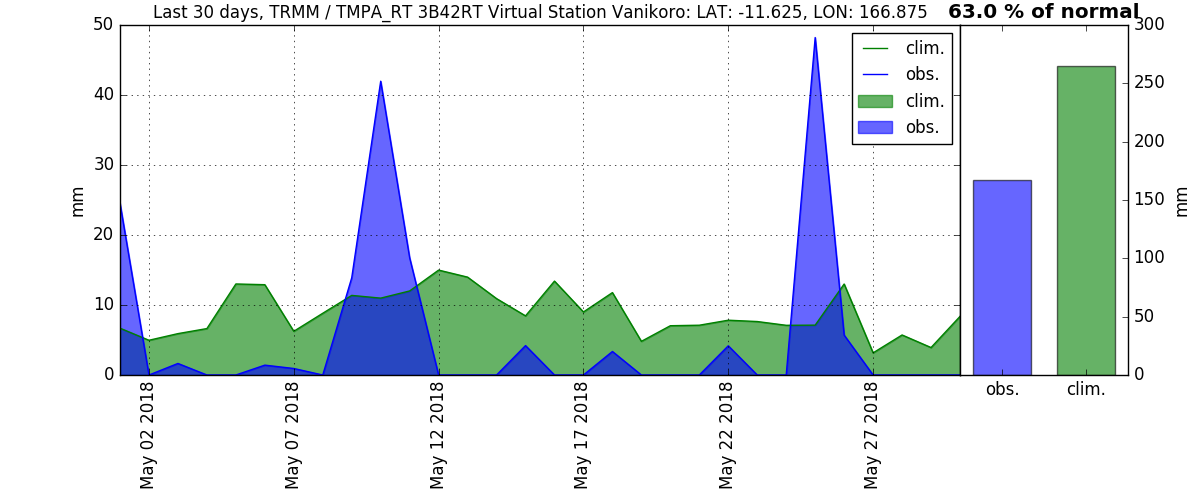 Last 30 days, TRMM / TMPA_RT 3B42RT Virtual Station Vanikoro: LAT: -11.625, LON: 166.875
63.0 % of normal
mm
50
40
30
20
10
0
May 02 2018
May 07 2018
May 12 2018
May 17 2018
May 22 2018
May 27 2018
clim.
obs.
clim.
obs.
300
250
200
150
100
50
0
mm
obs.
clim.